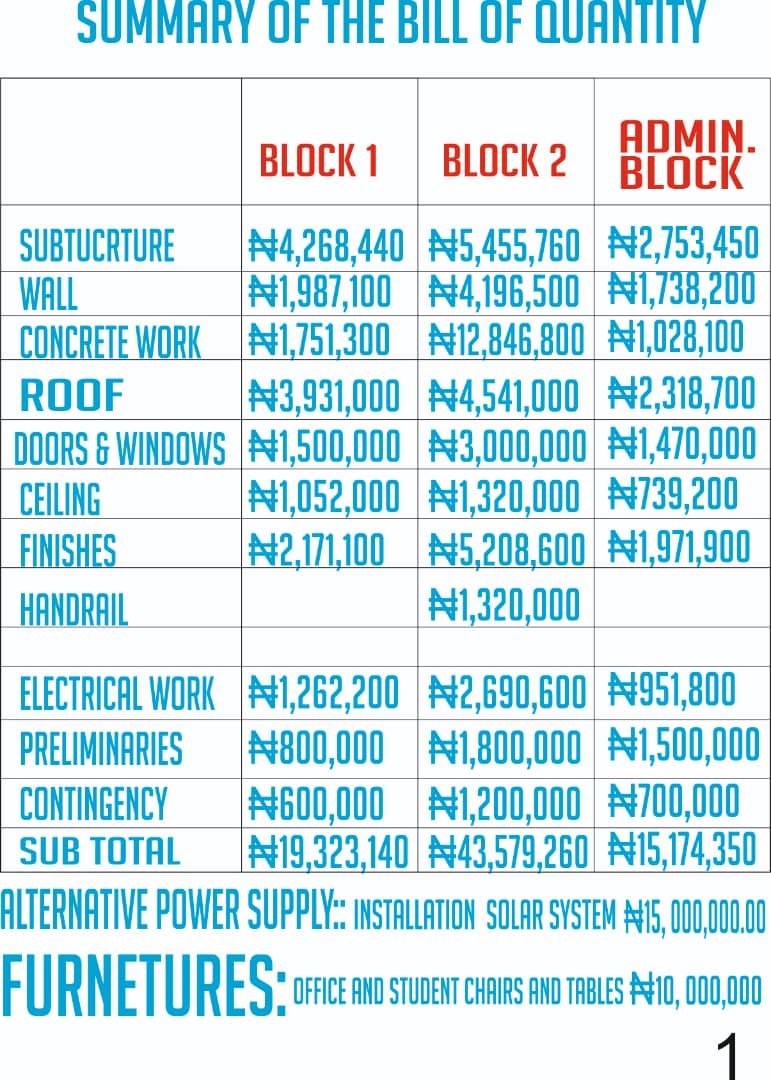 SUMMARY OF THE BILL OF QUANTITY
BLOCK 1 BLOCK 2 ADMIN. BLOCK
SUBTUCRTURE ₦4,268,440 ₦5,455,760 ₦2,753,450
WALL ₦1,987,100 ₦4,196,500 ₦1,738,200
CONCRETE WORK ₦1,751,300 ₦12,846,800 ₦1,028,100
ROOF ₦3,931,000 ₦4,541,000 ₦2,318,700
DOORS & WINDOWS ₦1,500,000 ₦3,000,000 ₦1,470,000
CEILING ₦1,052,000 ₦1,320,000 ₦739,200
FINISHES ₦2,171,100 ₦5,208,600 ₦1,971,900
HANDRAIL ₦1,320,000
ELECTRICAL WORK ₦1,262,200 ₦2,690,600 ₦951,800
PRELIMINARIES ₦800,000 ₦1,800,000 ₦1,500,000
CONTINGENCY ₦600,000 ₦1,200,000 ₦700,000
SUB TOTAL ₦19,323,140 ₦43,579,260 ₦15,174,350
ALTERNATIVE POWER SUPPLY:: INSTALLATION SOLAR SYSTEM ₦15, 000,000.00
FURNETURES: OFFICE AND STUDENT CHAIRS AND TABLES ₦10, 000,000
1